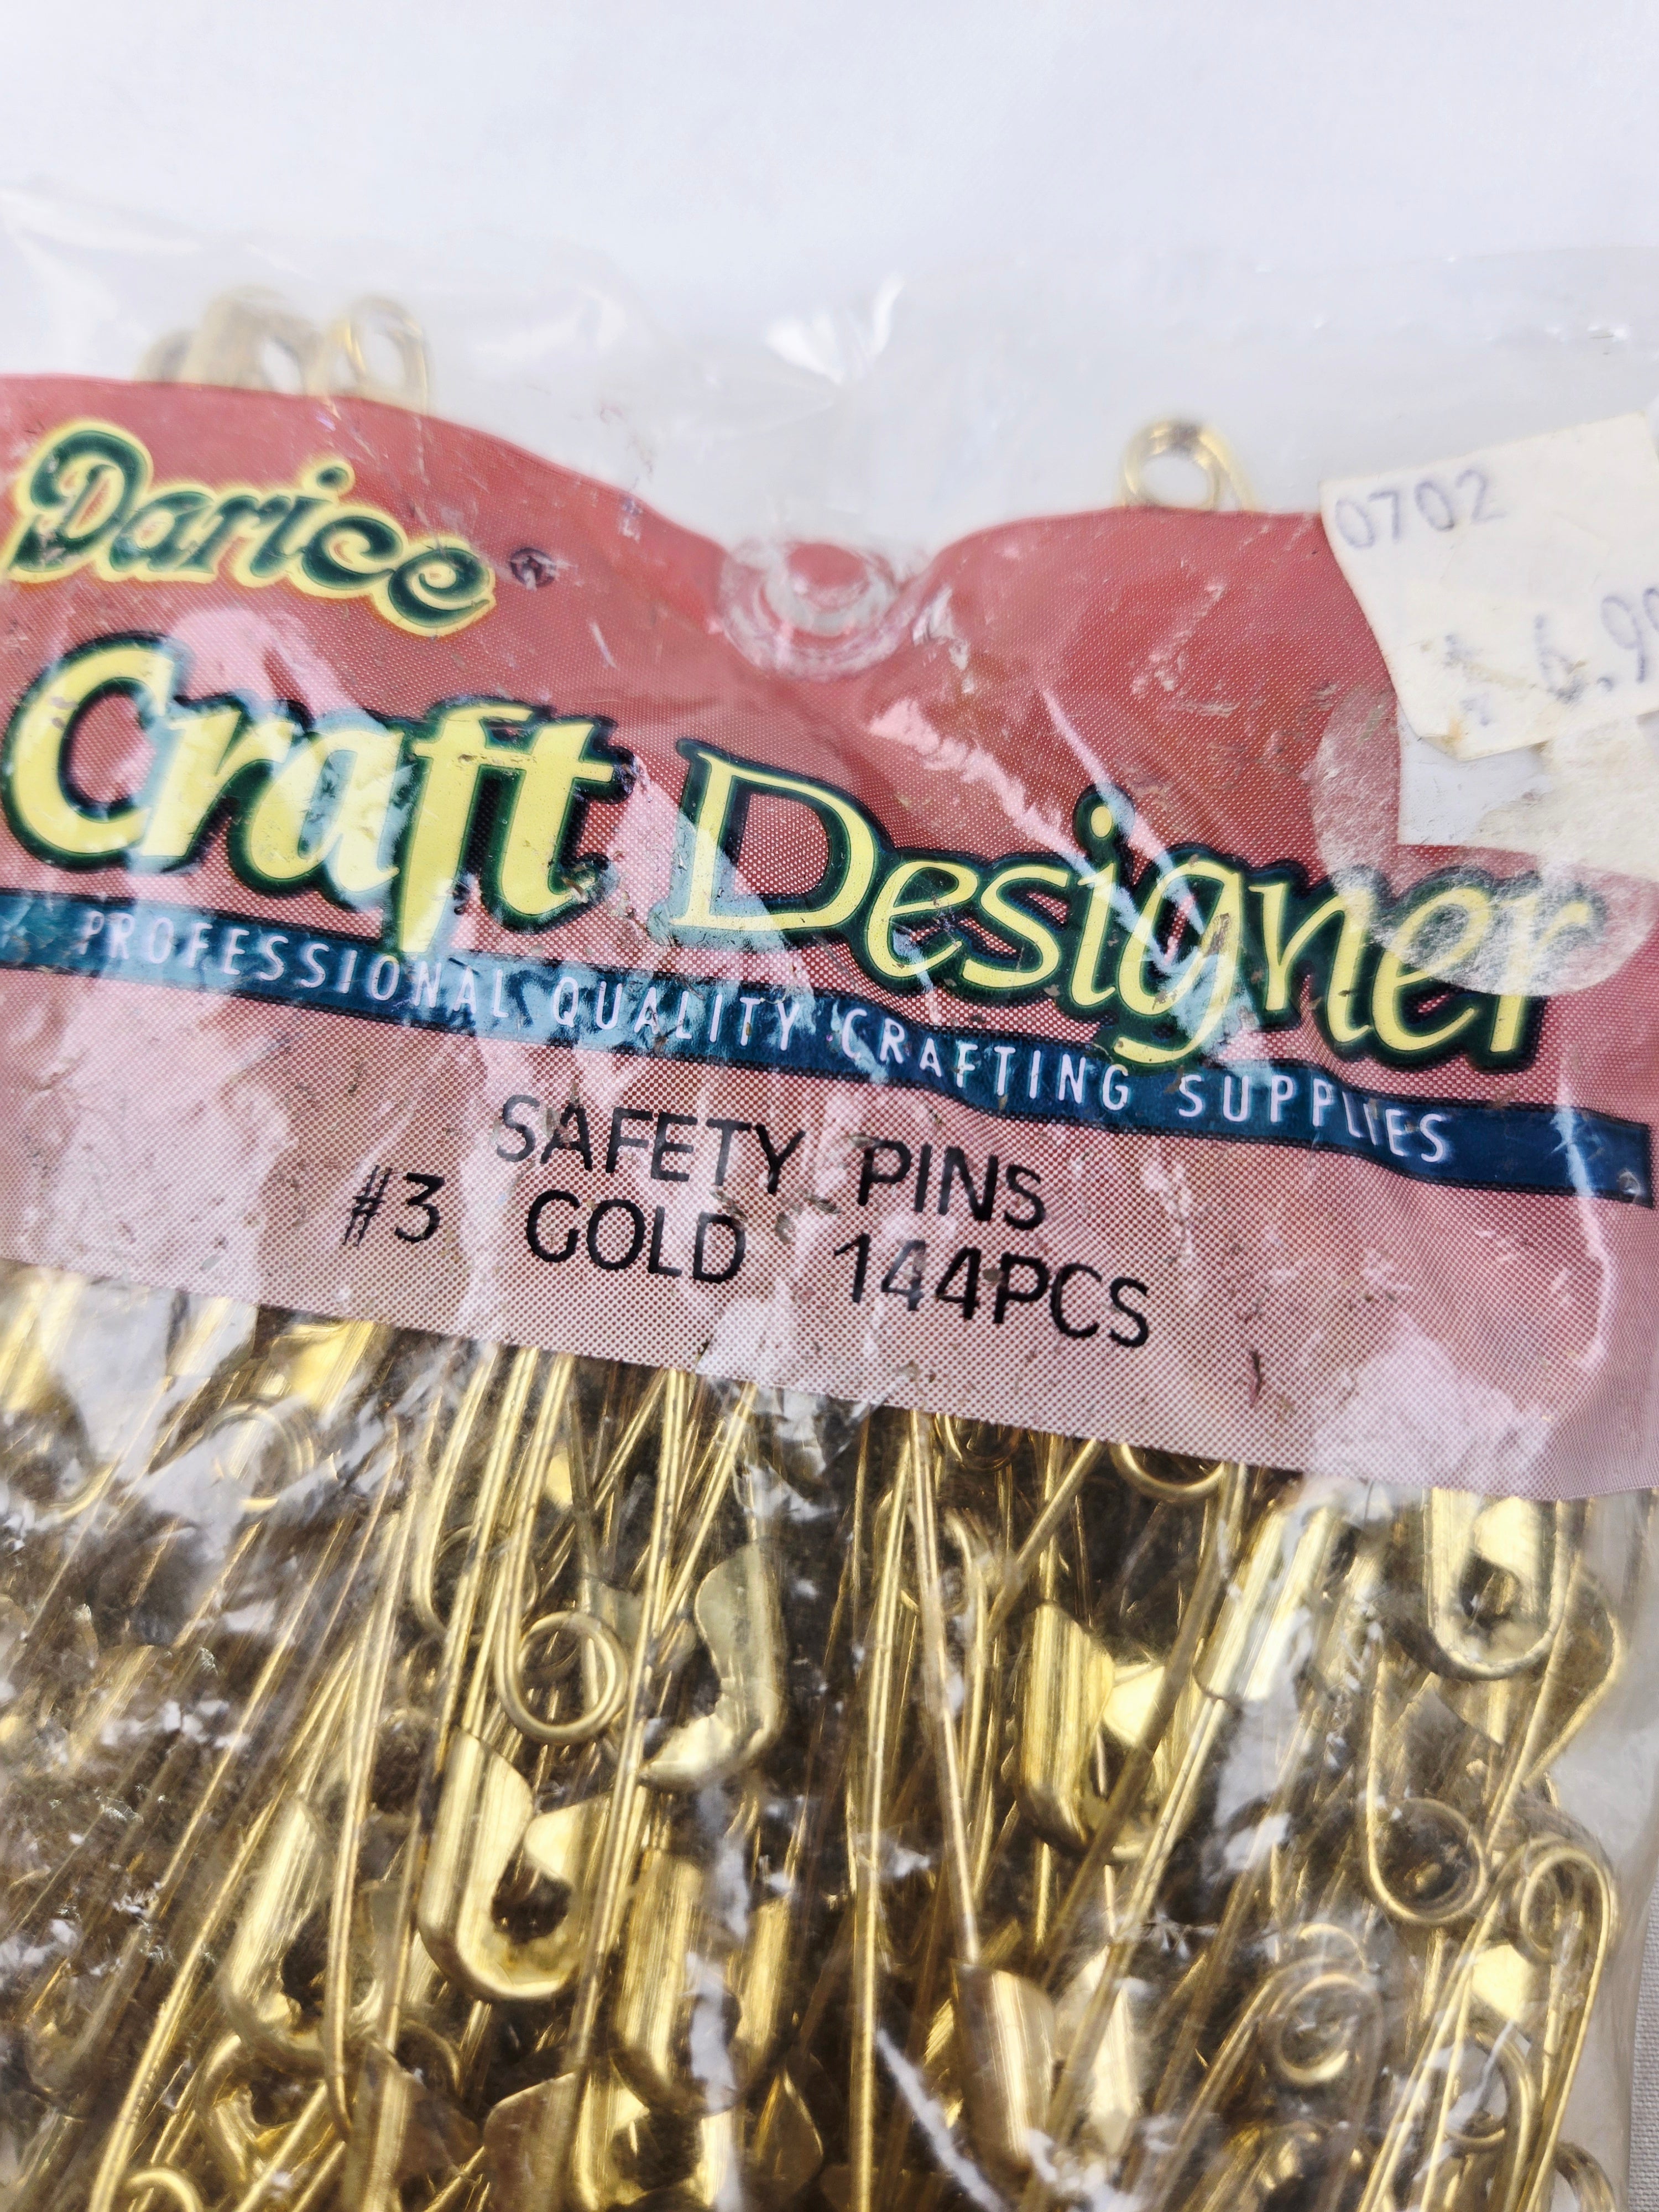 Darice®
0702
Craft Designer
PROFESSIONAL QUALITY CRAFTING SUPPLIES
SAFETY PINS
#3 GOLD 144PCS